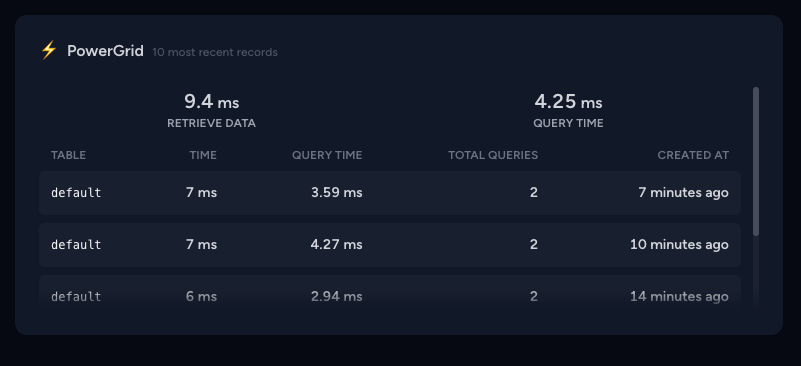 ⚡ PowerGrid 10 most recent records
9.4 ms 4.25 ms
RETRIEVE DATA QUERY TIME
TABLE TIME QUERY TIME TOTAL QUERIES CREATED AT
default 7 ms 3.59 ms 2 7 minutes ago
default 7 ms 4.27 ms 2 10 minutes ago
default 6 ms 2.94 ms 2 14 minutes ago